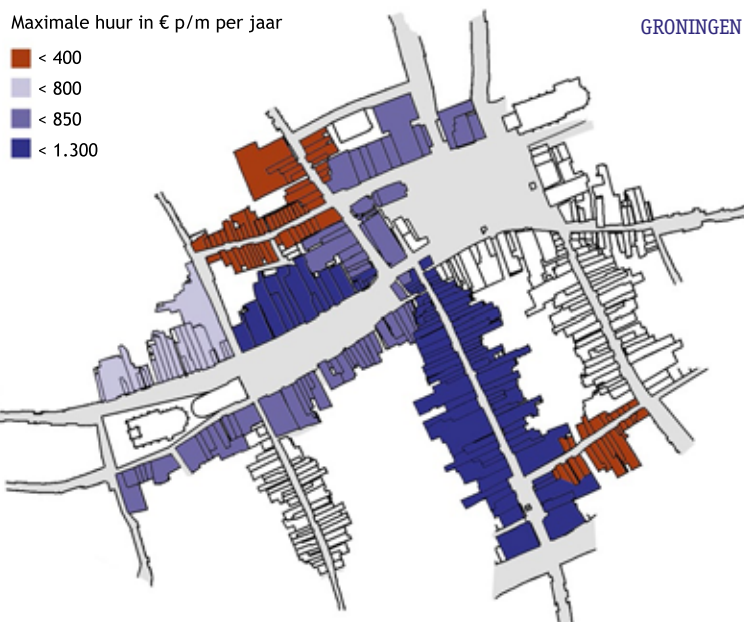 Maximale huur in € p/m per jaar
GRONINGEN
< 400
< 800
< 850
< 1.300